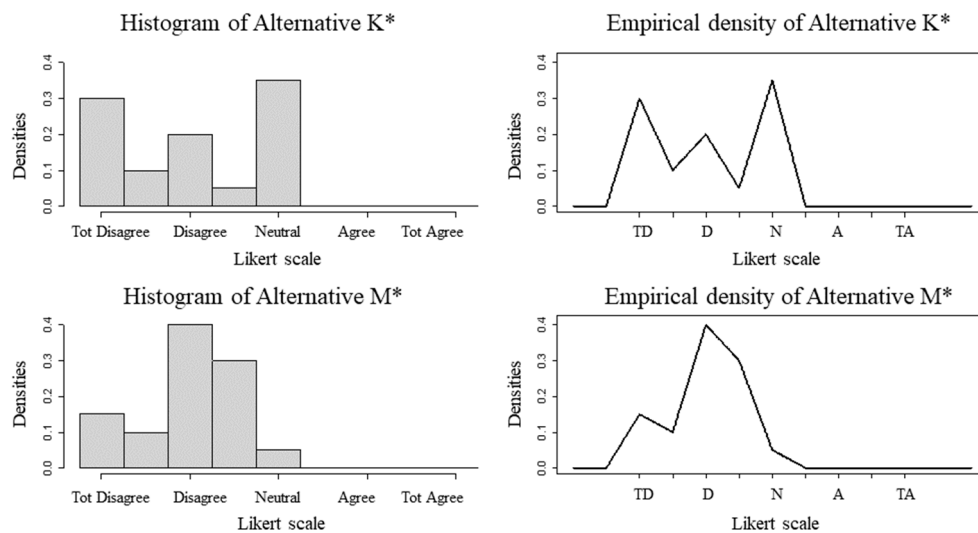 Histogram of Alternative K*
Densities
0.0 0.1 0.2 0.3 0.4
Tot Disagree Disagree Neutral Agree Tot Agree
Likert scale
Empirical density of Alternative K*
Densities
0.0 0.1 0.2 0.3 0.4
TD D N A TA
Likert scale
Histogram of Alternative M*
Densities
0.0 0.1 0.2 0.3 0.4
Tot Disagree Disagree Neutral Agree Tot Agree
Likert scale
Empirical density of Alternative M*
Densities
0.0 0.1 0.2 0.3 0.4
TD D N A TA
Likert scale